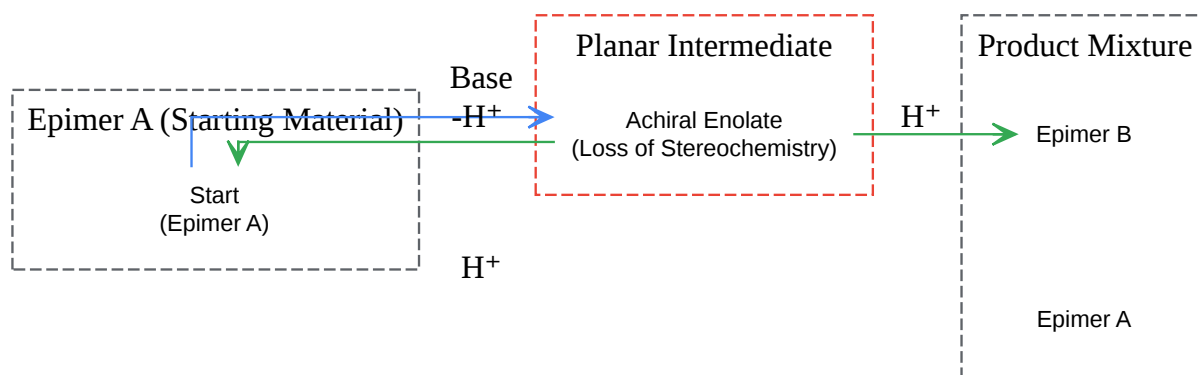 Planar Intermediate
Product Mixture
Base
-H⁺
Epimer A (Starting Material)
Achiral Enolate
(Loss of Stereochemistry)
H⁺
Epimer B
Start
(Epimer A)
H⁺
Epimer A